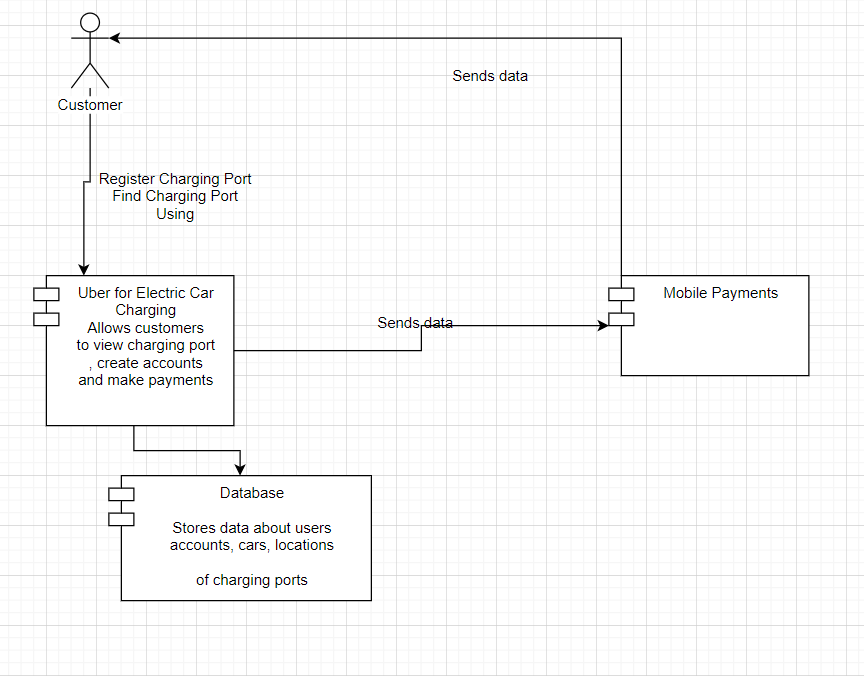 Sends data
Customer
Register Charging Port
Find Charging Port
Using
Uber for Electric Car
Charging
Allows customers
to view charging port
, create accounts
and make payments
Sends data
Mobile Payments
Database
Stores data about users
accounts, cars, locations
of charging ports